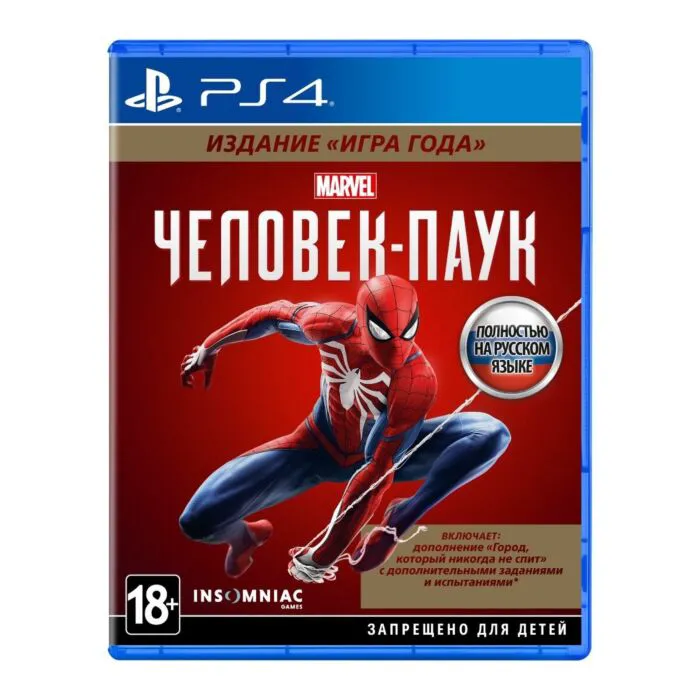 PS4
ИЗДАНИЕ «ИГРА ГОДА»
MARVEL
ЧЕЛОВЕК-ПАУК
ПОЛНОСТЬЮ
НА РУССКОМ
ЯЗЫКЕ
ВКЛЮЧАЕТ:
дополнение «Город,
который никогда не спит»
с дополнительными заданиями
и испытаниями*
18+
INSOMNIAC
GAMES
ЗАПРЕЩЕНО ДЛЯ ДЕТЕЙ